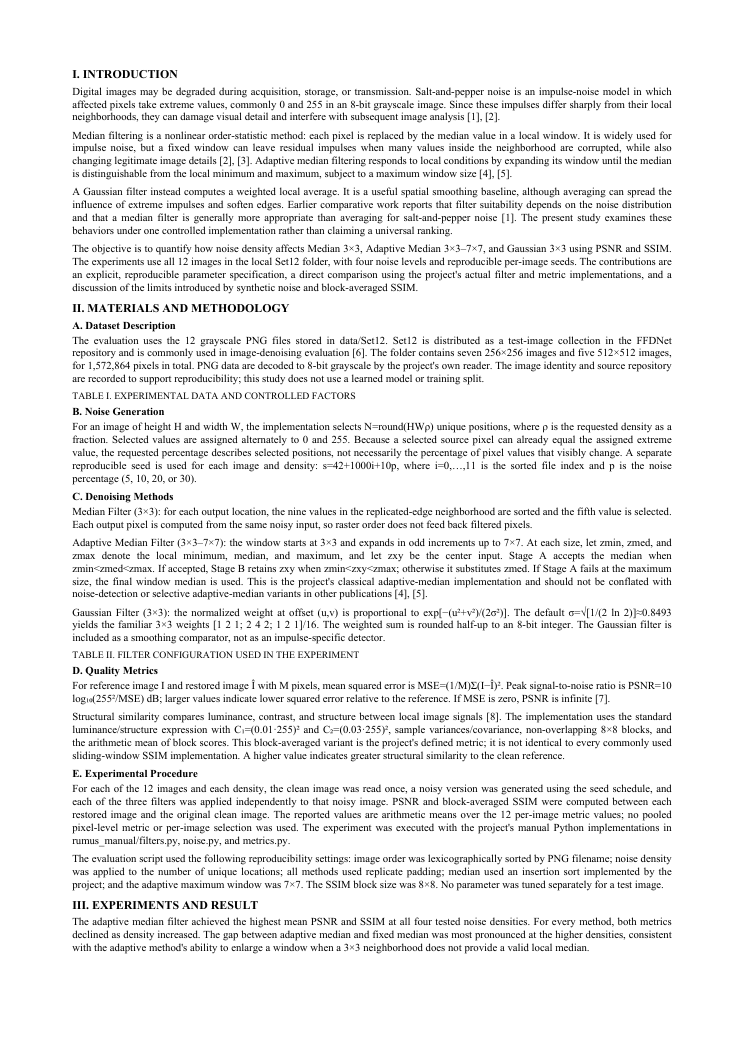 I. INTRODUCTION
Digital images may be degraded during acquisition, storage, or transmission. Salt-and-pepper noise is an impulse-noise model in which
affected pixels take extreme values, commonly 0 and 255 in an 8-bit grayscale image. Since these impulses differ sharply from their local
neighborhoods, they can damage visual detail and interfere with subsequent image analysis [1], [2].
Median filtering is a nonlinear order-statistic method: each pixel is replaced by the median value in a local window. It is widely used for
impulse noise, but a fixed window can leave residual impulses when many values inside the neighborhood are corrupted, while also
changing legitimate image details [2], [3]. Adaptive median filtering responds to local conditions by expanding its window until the median
is distinguishable from the local minimum and maximum, subject to a maximum window size [4], [5].
A Gaussian filter instead computes a weighted local average. It is a useful spatial smoothing baseline, although averaging can spread the
influence of extreme impulses and soften edges. Earlier comparative work reports that filter suitability depends on the noise distribution
and that a median filter is generally more appropriate than averaging for salt-and-pepper noise [1]. The present study examines these
behaviors under one controlled implementation rather than claiming a universal ranking.
The objective is to quantify how noise density affects Median 3×3, Adaptive Median 3×3–7×7, and Gaussian 3×3 using PSNR and SSIM.
The experiments use all 12 images in the local Set12 folder, with four noise levels and reproducible per-image seeds. The contributions are
an explicit, reproducible parameter specification, a direct comparison using the project's actual filter and metric implementations, and a
discussion of the limits introduced by synthetic noise and block-averaged SSIM.
II. MATERIALS AND METHODOLOGY
A. Dataset Description
The evaluation uses the 12 grayscale PNG files stored in data/Set12. Set12 is distributed as a test-image collection in the FFDNet
repository and is commonly used in image-denoising evaluation [6]. The folder contains seven 256×256 images and five 512×512 images,
for 1,572,864 pixels in total. PNG data are decoded to 8-bit grayscale by the project's own reader. The image identity and source repository
are recorded to support reproducibility; this study does not use a learned model or training split.
TABLE I. EXPERIMENTAL DATA AND CONTROLLED FACTORS
B. Noise Generation
For an image of height H and width W, the implementation selects N=round(HWρ) unique positions, where ρ is the requested density as a
fraction. Selected values are assigned alternately to 0 and 255. Because a selected source pixel can already equal the assigned extreme
value, the requested percentage describes selected positions, not necessarily the percentage of pixel values that visibly change. A separate
reproducible seed is used for each image and density: s=42+1000i+10p, where i=0,…,11 is the sorted file index and p is the noise
percentage (5, 10, 20, or 30).
C. Denoising Methods
Median Filter (3×3): for each output location, the nine values in the replicated-edge neighborhood are sorted and the fifth value is selected.
Each output pixel is computed from the same noisy input, so raster order does not feed back filtered pixels.
Adaptive Median Filter (3×3–7×7): the window starts at 3×3 and expands in odd increments up to 7×7. At each size, let zmin, zmed, and
zmax denote the local minimum, median, and maximum, and let zxy be the center input. Stage A accepts the median when
zmin<zmed<zmax. If accepted, Stage B retains zxy when zmin<zxy<zmax; otherwise it substitutes zmed. If Stage A fails at the maximum
size, the final window median is used. This is the project's classical adaptive-median implementation and should not be conflated with
noise-detection or selective adaptive-median variants in other publications [4], [5].
Gaussian Filter (3×3): the normalized weight at offset (u,v) is proportional to exp[−(u²+v²)/(2σ²)]. The default σ=√[1/(2 ln 2)]≈0.8493
yields the familiar 3×3 weights [1 2 1; 2 4 2; 1 2 1]/16. The weighted sum is rounded half-up to an 8-bit integer. The Gaussian filter is
included as a smoothing comparator, not as an impulse-specific detector.
TABLE II. FILTER CONFIGURATION USED IN THE EXPERIMENT
D. Quality Metrics
For reference image I and restored image Î with M pixels, mean squared error is MSE=(1/M)Σ(I−Î)². Peak signal-to-noise ratio is PSNR=10
log₁₀(255²/MSE) dB; larger values indicate lower squared error relative to the reference. If MSE is zero, PSNR is infinite [7].
Structural similarity compares luminance, contrast, and structure between local image signals [8]. The implementation uses the standard
luminance/structure expression with C₁=(0.01·255)² and C₂=(0.03·255)², sample variances/covariance, non-overlapping 8×8 blocks, and
the arithmetic mean of block scores. This block-averaged variant is the project's defined metric; it is not identical to every commonly used
sliding-window SSIM implementation. A higher value indicates greater structural similarity to the clean reference.
E. Experimental Procedure
For each of the 12 images and each density, the clean image was read once, a noisy version was generated using the seed schedule, and
each of the three filters was applied independently to that noisy image. PSNR and block-averaged SSIM were computed between each
restored image and the original clean image. The reported values are arithmetic means over the 12 per-image metric values; no pooled
pixel-level metric or per-image selection was used. The experiment was executed with the project's manual Python implementations in
rumus_manual/filters.py, noise.py, and metrics.py.
The evaluation script used the following reproducibility settings: image order was lexicographically sorted by PNG filename; noise density
was applied to the number of unique locations; all methods used replicate padding; median used an insertion sort implemented by the
project; and the adaptive maximum window was 7×7. The SSIM block size was 8×8. No parameter was tuned separately for a test image.
III. EXPERIMENTS AND RESULT
The adaptive median filter achieved the highest mean PSNR and SSIM at all four tested noise densities. For every method, both metrics
declined as density increased. The gap between adaptive median and fixed median was most pronounced at the higher densities, consistent
with the adaptive method's ability to enlarge a window when a 3×3 neighborhood does not provide a valid local median.